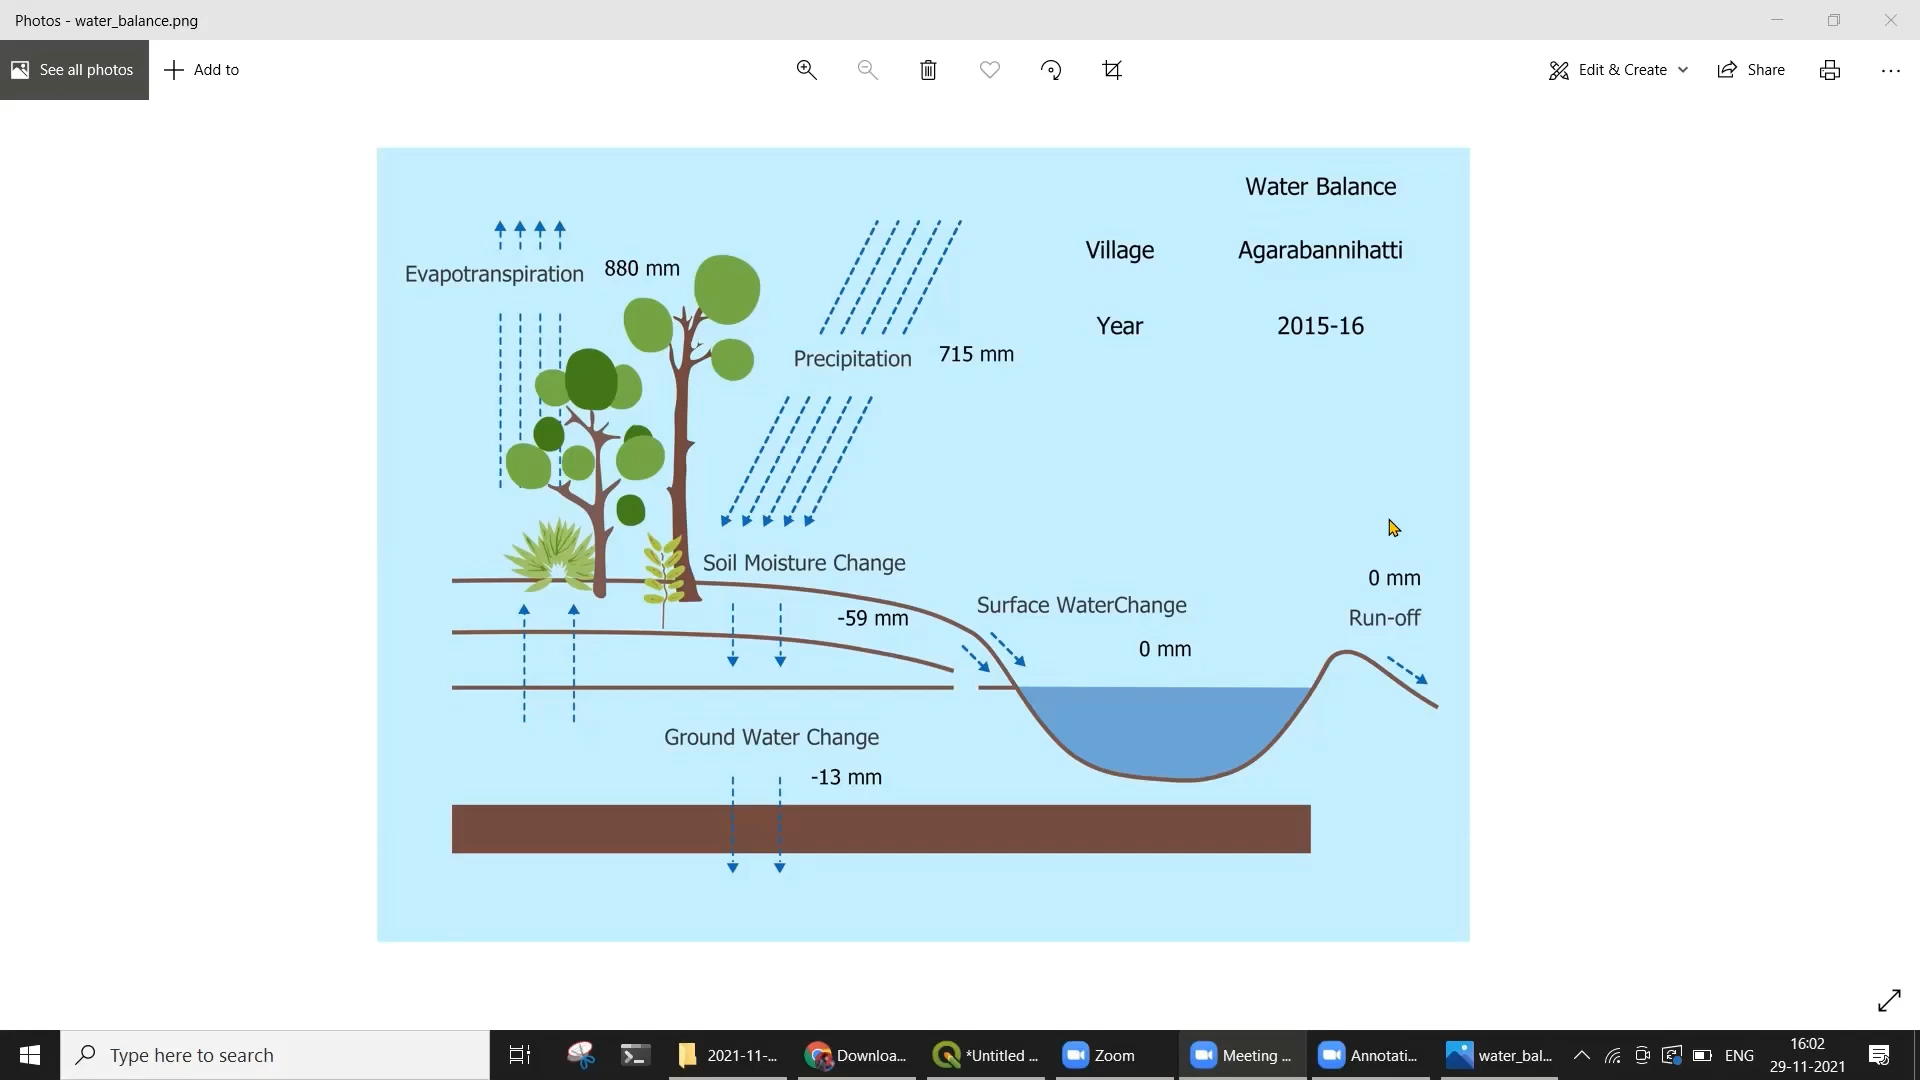 Photos - water_balance.png
See all photos
Add to
Edit & Create
Share
Water Balance
Village Agarabannihatti
Year 2015-16
Evapotranspiration 880 mm
Precipitation 715 mm
Soil Moisture Change
-59 mm
Surface WaterChange
0 mm
0 mm
Run-off
Ground Water Change
-13 mm
Type here to search
2021-11-...
Downloa...
*Untitled ...
Zoom
Meeting ...
Annotati...
water_bal...
ENG
16:02
29-11-2021